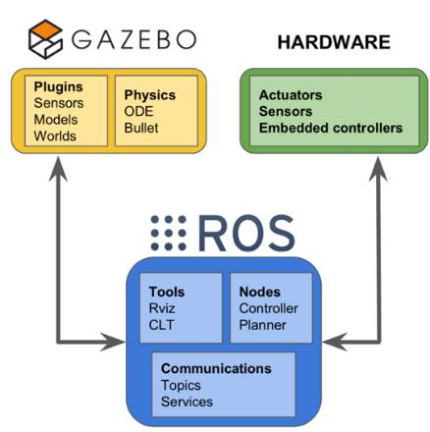 GAZEBO
HARDWARE
Plugins
Sensors
Models
Worlds
Physics
ODE
Bullet
Actuators
Sensors
Embedded controllers
ROS
Tools
Rviz
CLT
Nodes
Controller
Planner
Communications
Topics
Services